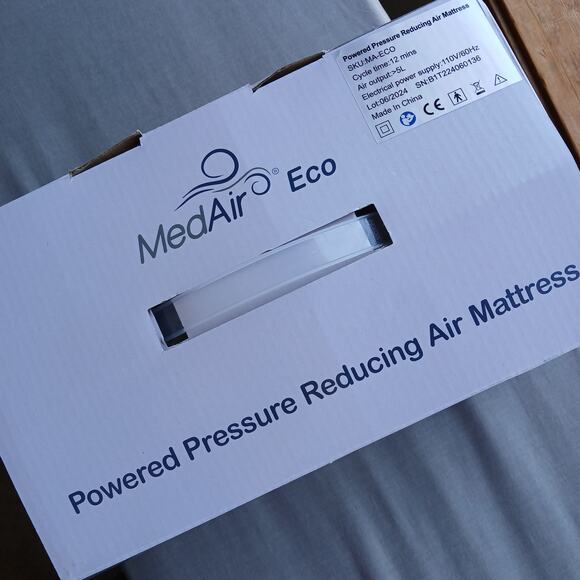 Powered Pressure Reducing Air Mattress
SKU:MA-ECO
Cycle time:12 mins
Air output:>5L
Electrical power supply:110V/60Hz
Lot:06/2024 SN:B1T224060136
Made In China
CE
MedAir® Eco
Powered Pressure Reducing Air Mattress